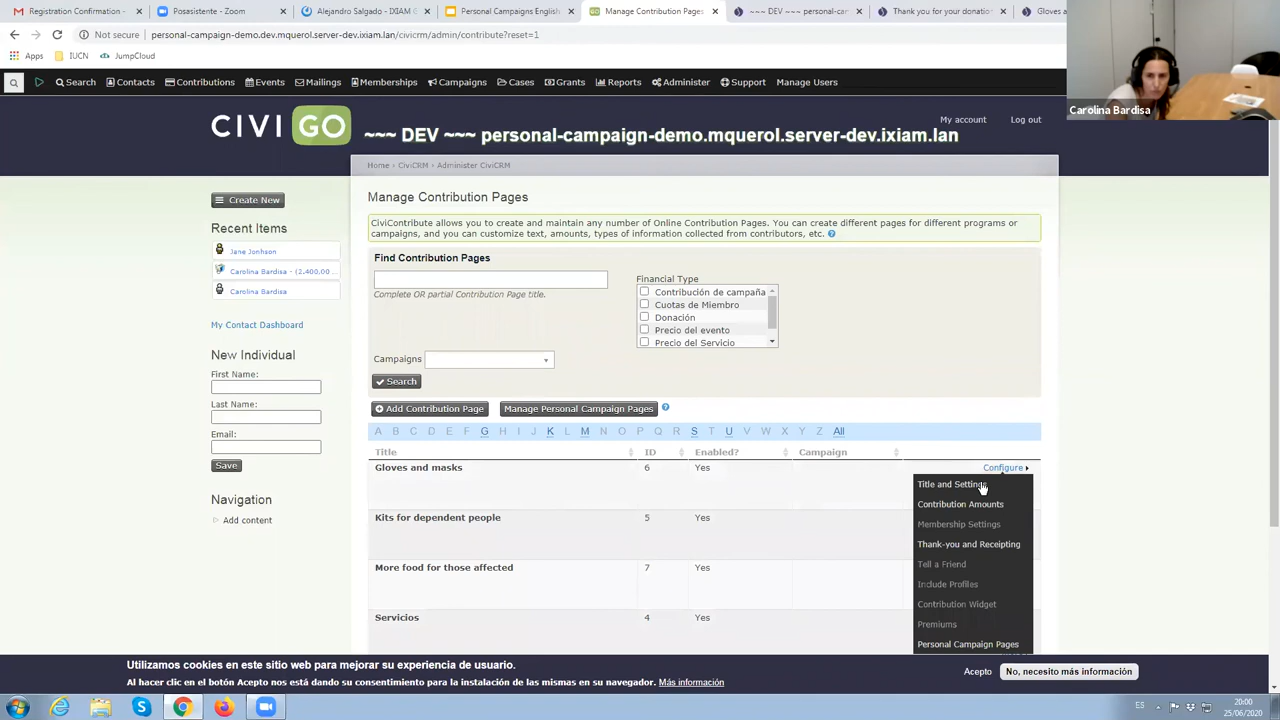 Registration Confirmation -
Posasistente - Zoom
Alejandro Salgado - IXIAM G
Personal Campaigns English
Manage Contribution Pages
~~~ DEV ~~~ personal-cam
Thank you for your donatio
Gloves a
Not secure
personal-campaign-demo.dev.mquerol.server-dev.ixiam.lan/civicrm/admin/contribute?reset=1
Apps
IUCN
JumpCloud
Search
Contacts
Contributions
Events
Mailings
Memberships
Campaigns
Cases
Grants
Reports
Administer
Support
Manage Users
Carolina Bardisa
CIVI GO
~~~ DEV ~~~ personal-campaign-demo.mquerol.server-dev.ixiam.lan
My account
Log out
Home › CiviCRM › Administer CiviCRM
Create New
Recent Items
Jane Jonhson
Carolina Bardisa - (2.400,00 ...
Carolina Bardisa
My Contact Dashboard
New Individual
First Name:
Last Name:
Email:
Save
Navigation
Add content
Manage Contribution Pages
CiviContribute allows you to create and maintain any number of Online Contribution Pages. You can create different pages for different programs or
campaigns, and you can customize text, amounts, types of information collected from contributors, etc.
Find Contribution Pages
Complete OR partial Contribution Page title.
Financial Type
Contribución de campaña
Cuotas de Miembro
Donación
Precio del evento
Precio del Servicio
Campaigns
Search
Add Contribution Page
Manage Personal Campaign Pages
A B C D E F G H I J K L M N O P Q R S T U V W X Y Z All
Title ID Enabled? Campaign
Gloves and masks 6 Yes Configure
Kits for dependent people 5 Yes
More food for those affected 7 Yes
Servicios 4 Yes
Title and Settings
Contribution Amounts
Membership Settings
Thank-you and Receipting
Tell a Friend
Include Profiles
Contribution Widget
Premiums
Personal Campaign Pages
Utilizamos cookies en este sitio web para mejorar su experiencia de usuario.
Al hacer clic en el botón Acepto nos está dando su consentimiento para la instalación de las mismas en su navegador. Más información
Acepto
No, necesito más información
ES
20:00
25/06/2020